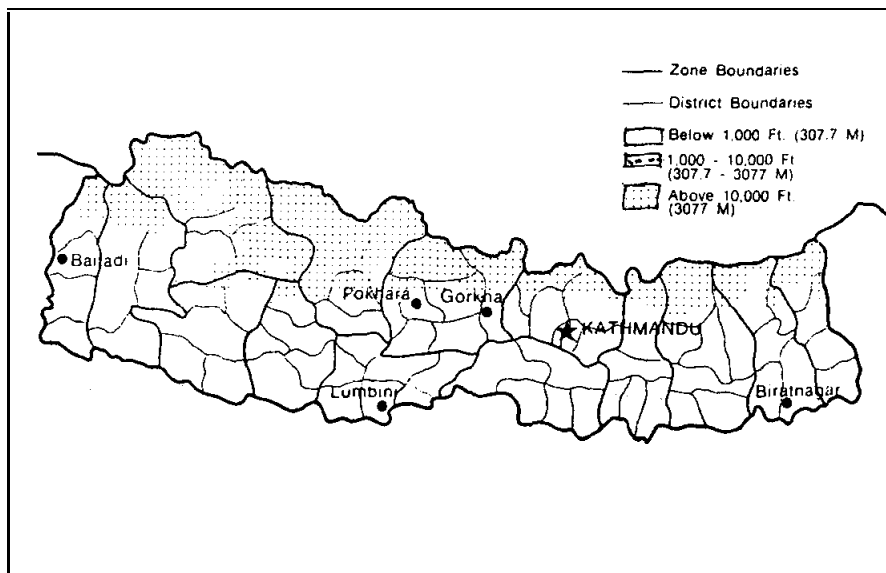 Zone Boundaries
District Boundaries
Below 1,000 Ft. (307.7 M)
1,000 - 10,000 Ft
(307.7 - 3077 M)
Above 10,000 Ft.
(3077 M)
Baitadi
Pokhara
Gorkha
KATHMANDU
Lumbini
Biratnagar